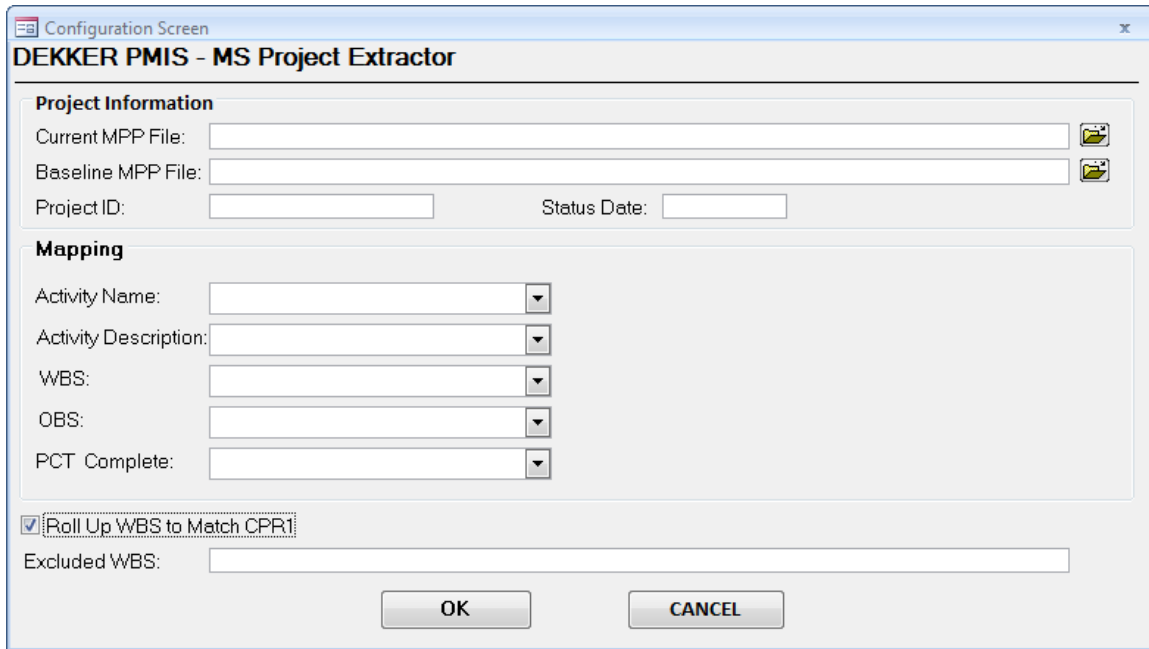 Configuration Screen x
DEKKER PMIS - MS Project Extractor
Project Information
Current MPP File:
Baseline MPP File:
Project ID: Status Date:
Mapping
Activity Name:
Activity Description:
WBS:
OBS:
PCT Complete:
Roll Up WBS to Match CPR1
Excluded WBS:
OK CANCEL